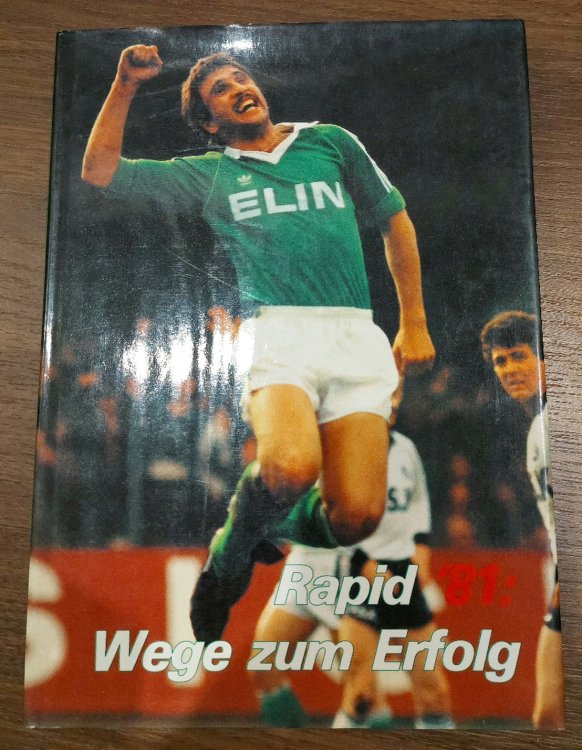 ELIN
Rapid '81:
Wege zum Erfolg